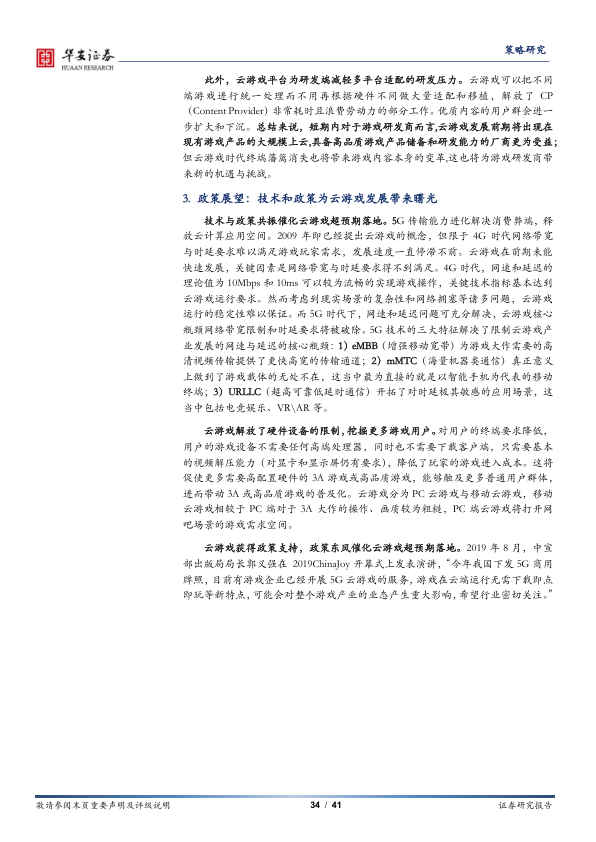 华安证券
HUAAN RESEARCH
策略研究
此外，云游戏平台为研发端减轻多平台适配的研发压力。云游戏可以把不同
端游戏进行统一处理而不用再根据硬件不同做大量适配和移植，解放了 CP
（Content Provider）非常耗时且浪费劳动力的部分工作。优质内容的用户群会进一
步扩大和下沉。总结来说，短期内对于游戏研发商而言,云游戏发展前期将出现在
现有游戏产品的大规模上云,具备高品质游戏产品储备和研发能力的厂商更为受益;
但云游戏时代终端藩篱消失也将带来游戏内容本身的变革,这也将为游戏研发商带
来新的机遇与挑战。
3. 政策展望：技术和政策为云游戏发展带来曙光
技术与政策共振催化云游戏超预期落地。5G 传输能力进化解决消费弊端，释
放云计算应用空间。2009 年即已经提出云游戏的概念，但限于 4G 时代网络带宽
与时延要求难以满足游戏玩家需求，发展速度一直停滞不前。云游戏在前期未能
快速发展，关键因素是网络带宽与时延要求得不到满足。4G 时代，网速和延迟的
理论值为 10Mbps 和 10ms 可以较为流畅的实现游戏操作，关键技术指标基本达到
云游戏运行要求。然而考虑到现实场景的复杂性和网络拥塞等诸多问题，云游戏
运行的稳定性难以保证。而 5G 时代下，网速和延迟问题可充分解决，云游戏核心
瓶颈网络带宽限制和时延要求将被破除。5G 技术的三大特征解决了限制云游戏产
业发展的网速与延迟的核心瓶颈：1）eMBB（增强移动宽带）为游戏大作需要的高
清视频传输提供了更快高宽的传输通道；2）mMTC（海量机器类通信）真正意义
上做到了游戏载体的无处不在，这当中最为直接的就是以智能手机为代表的移动
终端；3）URLLC（超高可靠低延时通信）开拓了对时延极其敏感的应用场景，这
当中包括电竞娱乐、VR\AR 等。
云游戏解放了硬件设备的限制,挖掘更多游戏用户。对用户的终端要求降低，
用户的游戏设备不需要任何高端处理器，同时也不需要下载客户端，只需要基本
的视频解压能力（对显卡和显示屏仍有要求），降低了玩家的游戏进入成本。这将
促使更多需要高配置硬件的 3A 游戏或高品质游戏，能够触及更多普通用户群体，
进而带动 3A 或高品质游戏的普及化。云游戏分为 PC 云游戏与移动云游戏，移动
云游戏相较于 PC 端对于 3A 大作的操作、画质较为粗糙，PC 端云游戏将打开网
吧场景的游戏需求空间。
云游戏获得政策支持，政策东风催化云游戏超预期落地。2019 年 8 月，中宣
部出版局局长郭义强在 2019ChinaJoy 开幕式上发表演讲，“今年我国下发 5G 商用
牌照，目前有游戏企业已经开展 5G 云游戏的服务，游戏在云端运行无需下载即点
即玩等新特点，可能会对整个游戏产业的业态产生重大影响，希望行业密切关注。”
敬请参阅末页重要声明及评级说明
34 / 41
证券研究报告